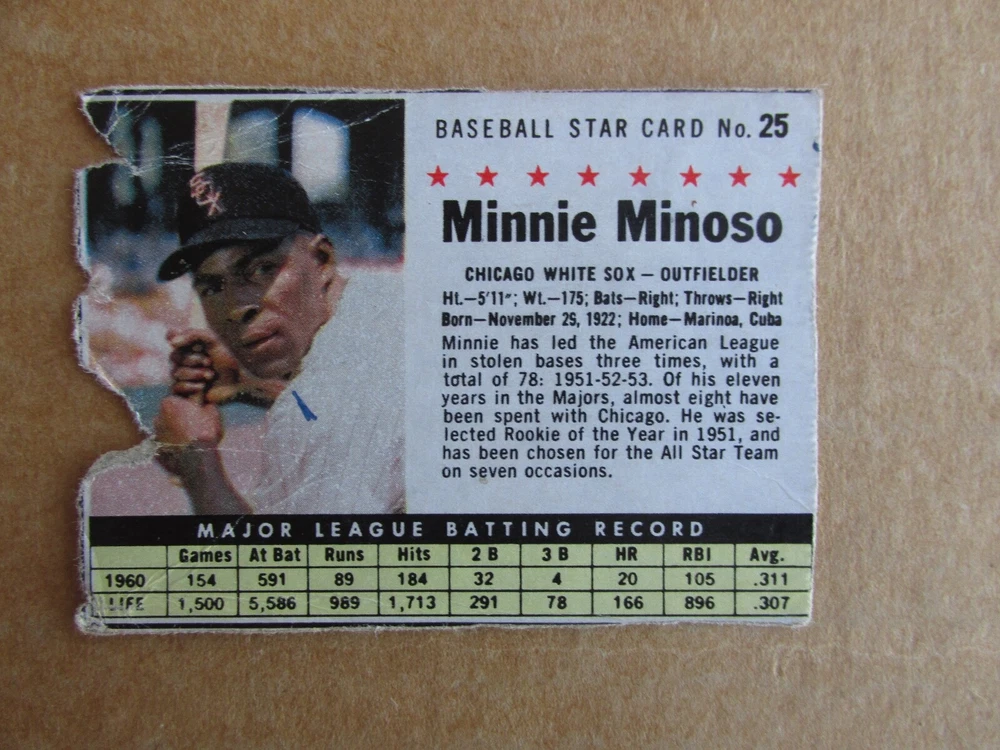 SOX
BASEBALL STAR CARD No. 25
Minnie Minoso
CHICAGO WHITE SOX – OUTFIELDER
Ht.–5'11"; Wt.–175; Bats–Right; Throws–Right
Born–November 29, 1922; Home–Marinoa, Cuba
Minnie has led the American League
in stolen bases three times, with a
total of 78: 1951-52-53. Of his eleven
years in the Majors, almost eight have
been spent with Chicago. He was se-
lected Rookie of the Year in 1951, and
has been chosen for the All Star Team
on seven occasions.
MAJOR LEAGUE BATTING RECORD
Games At Bat Runs Hits 2 B 3 B HR RBI Avg.
1960 154 591 89 184 32 4 20 105 .311
LIFE 1,500 5,586 989 1,713 291 78 166 896 .307